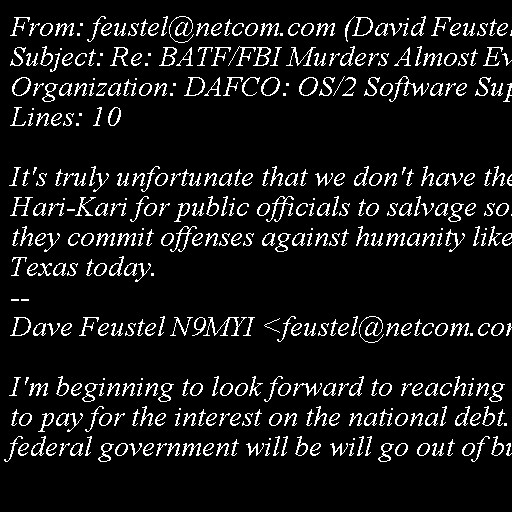 From: feustel@netcom.com (David Feustel
Subject: Re: BATF/FBI Murders Almost Ev
Organization: DAFCO: OS/2 Software Sup
Lines: 10
It's truly unfortunate that we don't have the
Hari-Kari for public officials to salvage so
they commit offenses against humanity like
Texas today.
--
Dave Feustel N9MYI <feustel@netcom.com
I'm beginning to look forward to reaching
to pay for the interest on the national debt.
federal government will be will go out of bu